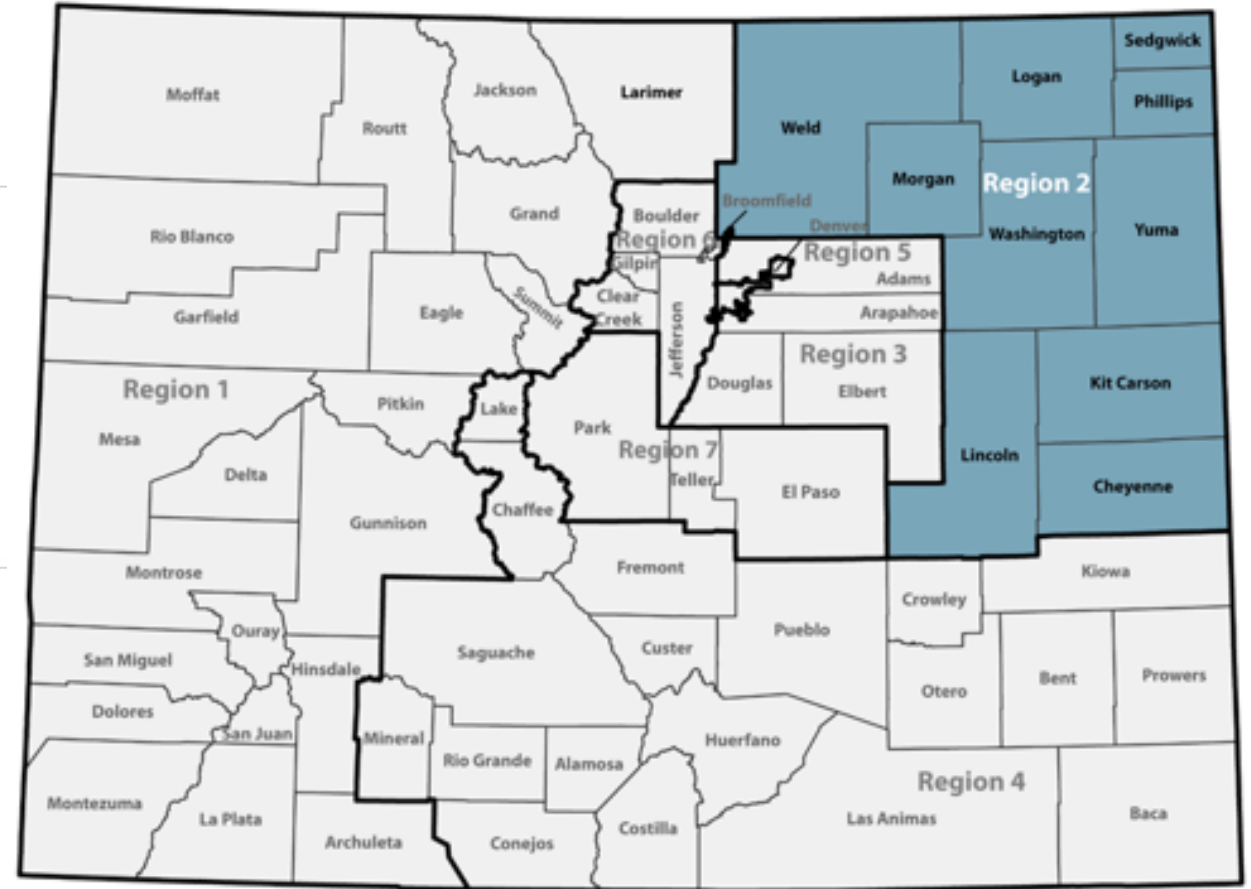 Sedgwick
Logan
Moffat
Jackson
Larimer
Phillips
Routt
Weld
Morgan
Region 2
Broomfield
Grand
Boulder
Denver
Rio Blanco
Region 6
Washington
Yuma
Gilpin
Region 5
Adams
Clear
Creek
Summit
Eagle
Garfield
Jefferson
Arapahoe
Region 3
Region 1
Douglas
Elbert
Kit Carson
Pitkin
Lake
Mesa
Park
Region 7
Lincoln
Delta
Teller
El Paso
Cheyenne
Chaffee
Gunnison
Montrose
Fremont
Kiowa
Crowley
Ouray
Pueblo
San Miguel
Hinsdale
Saguache
Custer
Otero
Bent
Prowers
Dolores
San Juan
Mineral
Huerfano
Rio Grande
Alamosa
Region 4
Montezuma
La Plata
Costilla
Las Animas
Baca
Archuleta
Conejos